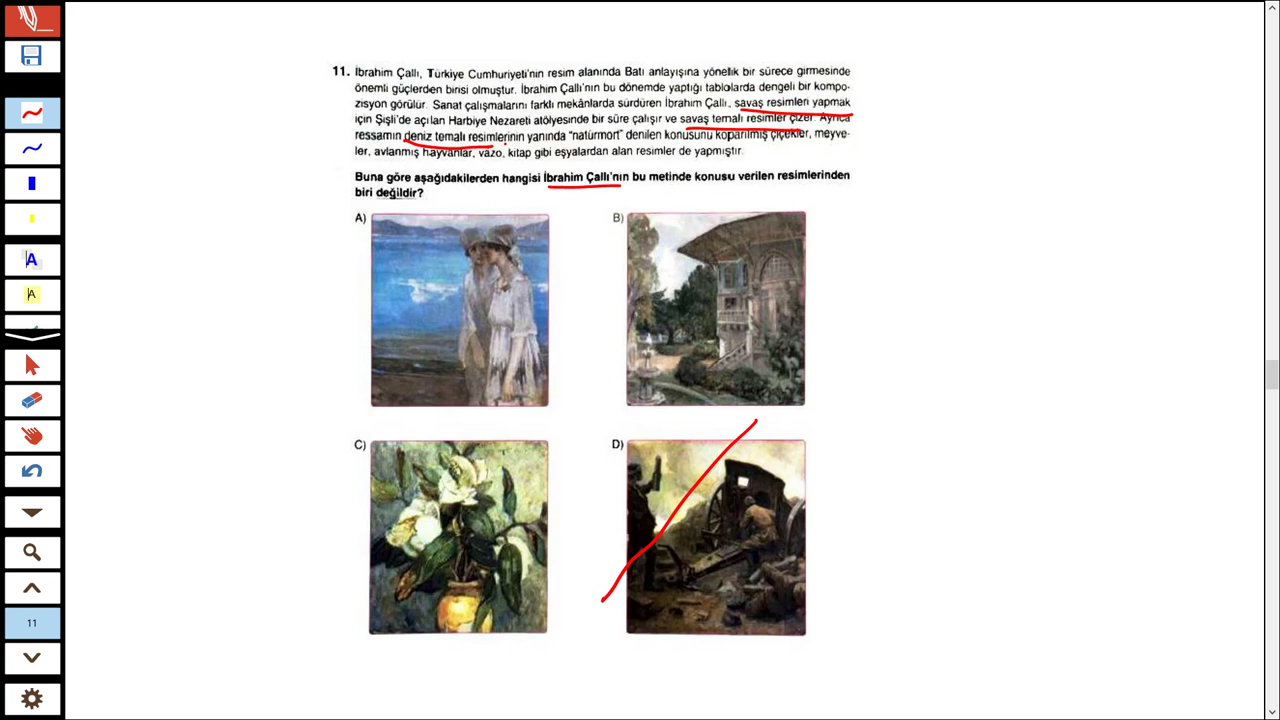 11. İbrahim Çallı, Türkiye Cumhuriyeti'nin resim alanında Batı anlayışına yönelik bir sürece girmesinde
önemli güçlerden birisi olmuştur. İbrahim Çallı'nın bu dönemde yaptığı tablolarda dengeli bir kompo-
zisyon görülür. Sanat çalışmalarını farklı mekânlarda sürdüren İbrahim Çallı, savaş resimleri yapmak
için Şişli'de açılan Harbiye Nezareti atölyesinde bir süre çalışır ve savaş temalı resimler çizer. Ayrıca
ressamın deniz temalı resimlerinin yanında "natürmort" denilen konusunu koparılmış çiçekler, meyve-
ler, avlanmış hayvanlar, vazo, kitap gibi eşyalardan alan resimler de yapmıştır.
Buna göre aşağıdakilerden hangisi İbrahim Çallı'nın bu metinde konusu verilen resimlerinden
biri değildir?
A)
B)
C)
D)
A
A
11